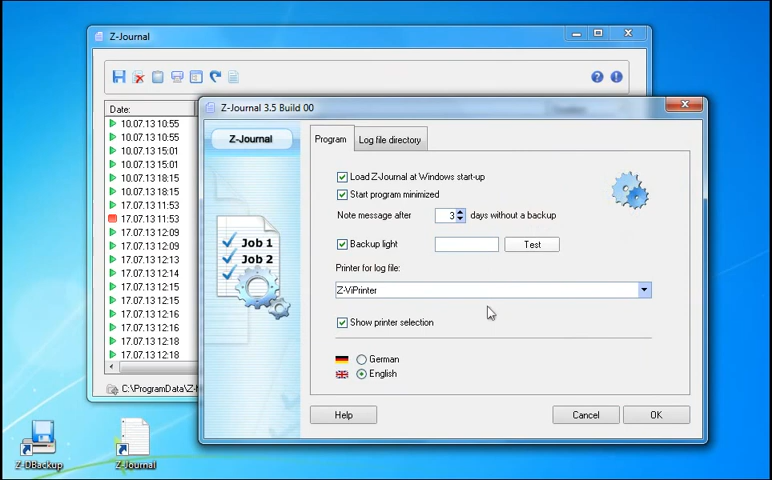 Z-Journal
Date:
10.07.13 10:55
10.07.13 10:55
10.07.13 15:01
10.07.13 15:01
10.07.13 18:15
10.07.13 18:15
17.07.13 11:53
17.07.13 11:53
17.07.13 12:09
17.07.13 12:09
17.07.13 12:13
17.07.13 12:14
17.07.13 12:15
17.07.13 12:15
17.07.13 12:16
17.07.13 12:16
17.07.13 12:18
17.07.13 12:18
C:\ProgramData\Z-
Z-Journal 3.5 Build 00
Z-Journal
Job 1
Job 2
Program
Log file directory
Load Z-Journal at Windows start-up
Start program minimized
Note message after 3 days without a backup
Backup light
Test
Printer for log file:
Z-ViPrinter
Show printer selection
German
English
Help
Cancel
OK
Z-DBackup
Z-Journal